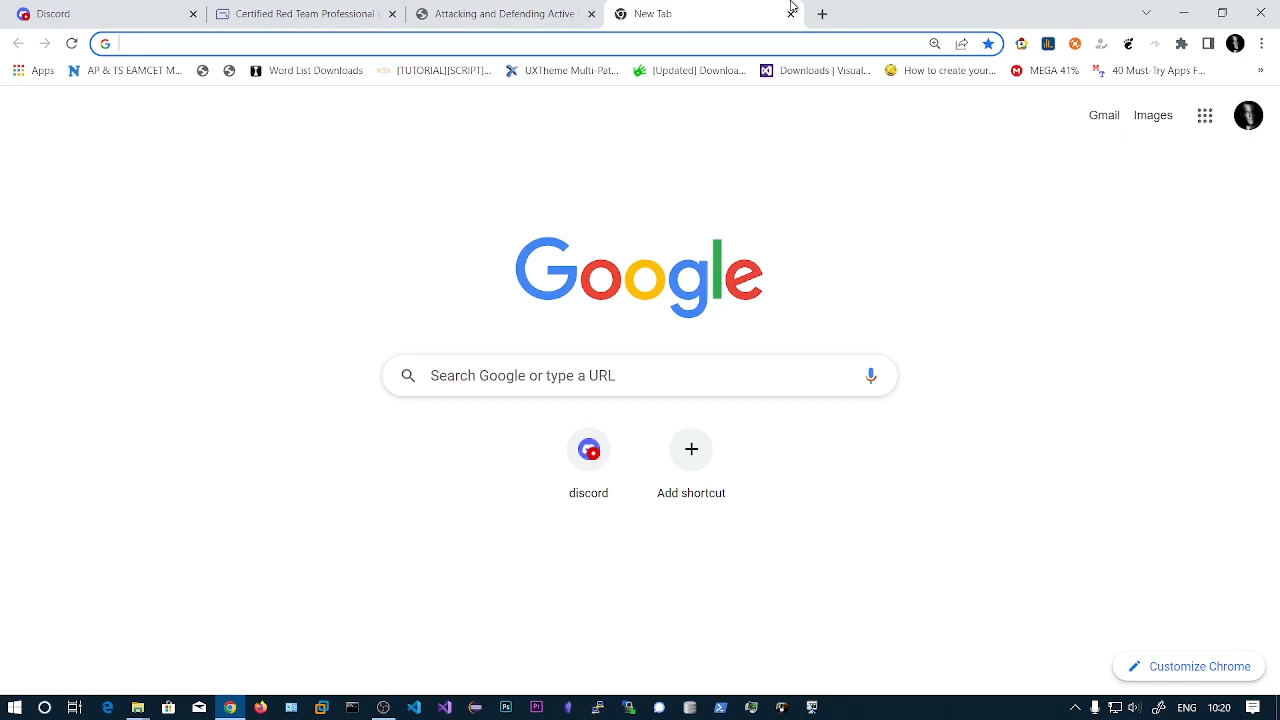 Discord
Certified Red Team Professional (
Attacking and Defending Active
New Tab
Apps
AP & TS EAMCET M...
Word List Downloads
[TUTORIAL][SCRIPT]...
UXTheme Multi-Pat...
[Updated] Downloa...
Downloads | Visual...
How to create your...
MEGA 41%
40 Must-Try Apps F...
»
Gmail
Images
Google
Search Google or type a URL
discord
Add shortcut
Customize Chrome
ENG
10:20